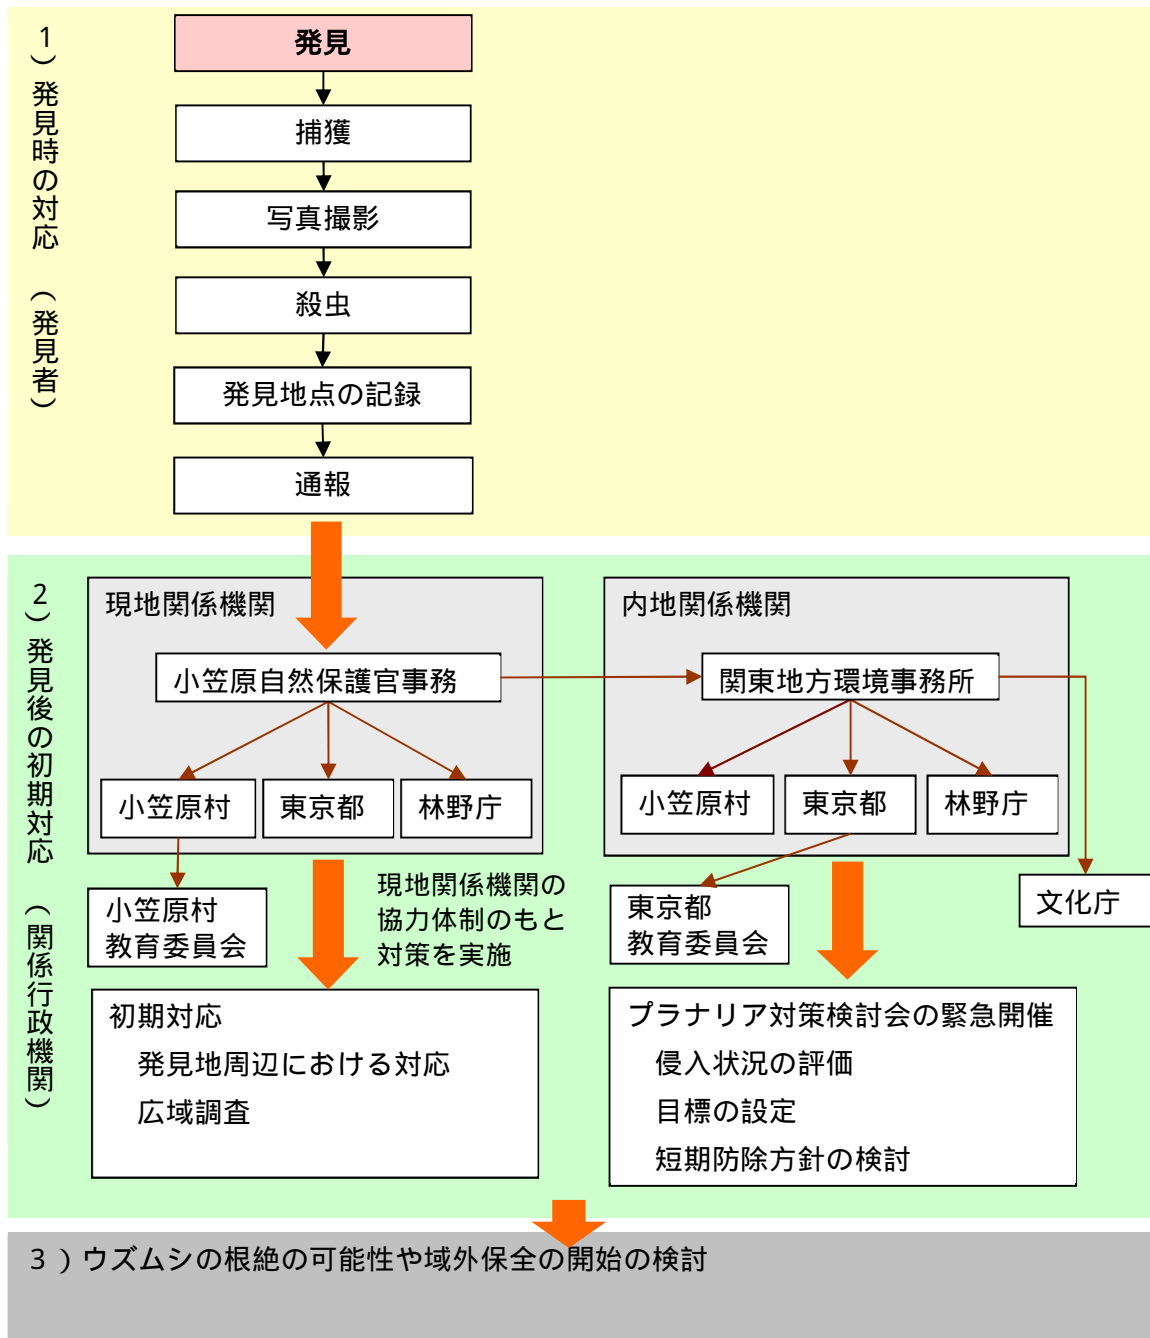 1）発見時の対応　（発見者）
発見
捕獲
写真撮影
殺虫
発見地点の記録
通報
2）発見後の初期対応　（関係行政機関）
現地関係機関
小笠原自然保護官事務
小笠原村
東京都
林野庁
小笠原村
教育委員会
現地関係機関の
協力体制のもと
対策を実施
初期対応
発見地周辺における対応
広域調査
内地関係機関
関東地方環境事務所
小笠原村
東京都
林野庁
東京都
教育委員会
文化庁
プラナリア対策検討会の緊急開催
侵入状況の評価
目標の設定
短期防除方針の検討
3）ウズムシの根絶の可能性や域外保全の開始の検討